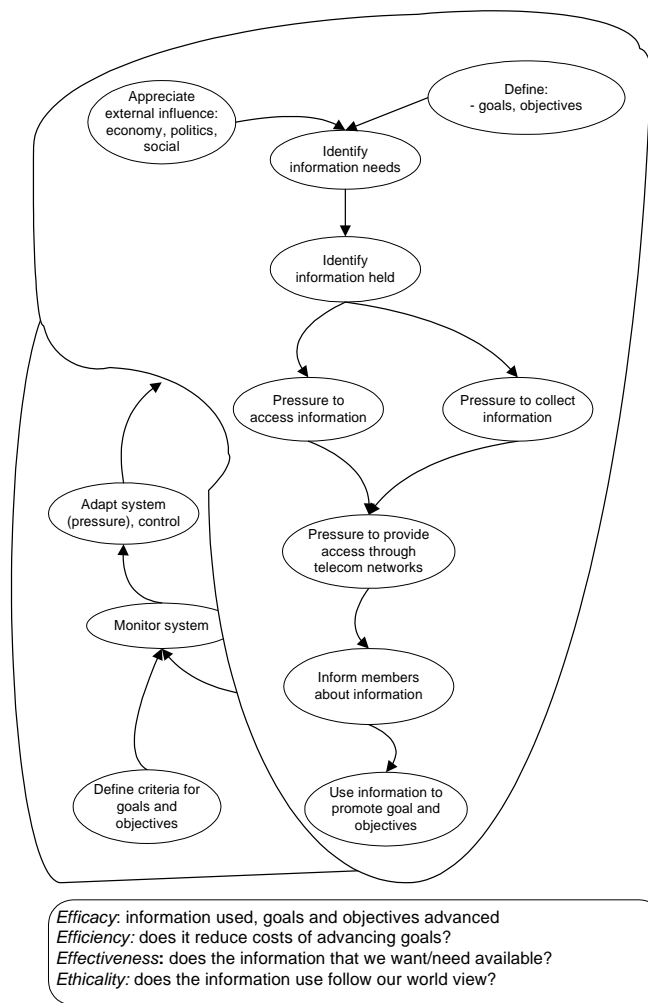 Appreciate
external influence:
economy, politics,
social
Define:
- goals, objectives
Identify
information needs
Identify
information held
Pressure to
access information
Pressure to collect
information
Adapt system
(pressure), control
Pressure to provide
access through
telecom networks
Monitor system
Inform members
about information
Define criteria for
goals and
objectives
Use information to
promote goal and
objectives
Efficacy: information used, goals and objectives advanced
Efficiency: does it reduce costs of advancing goals?
Effectiveness: does the information that we want/need available?
Ethicality: does the information use follow our world view?